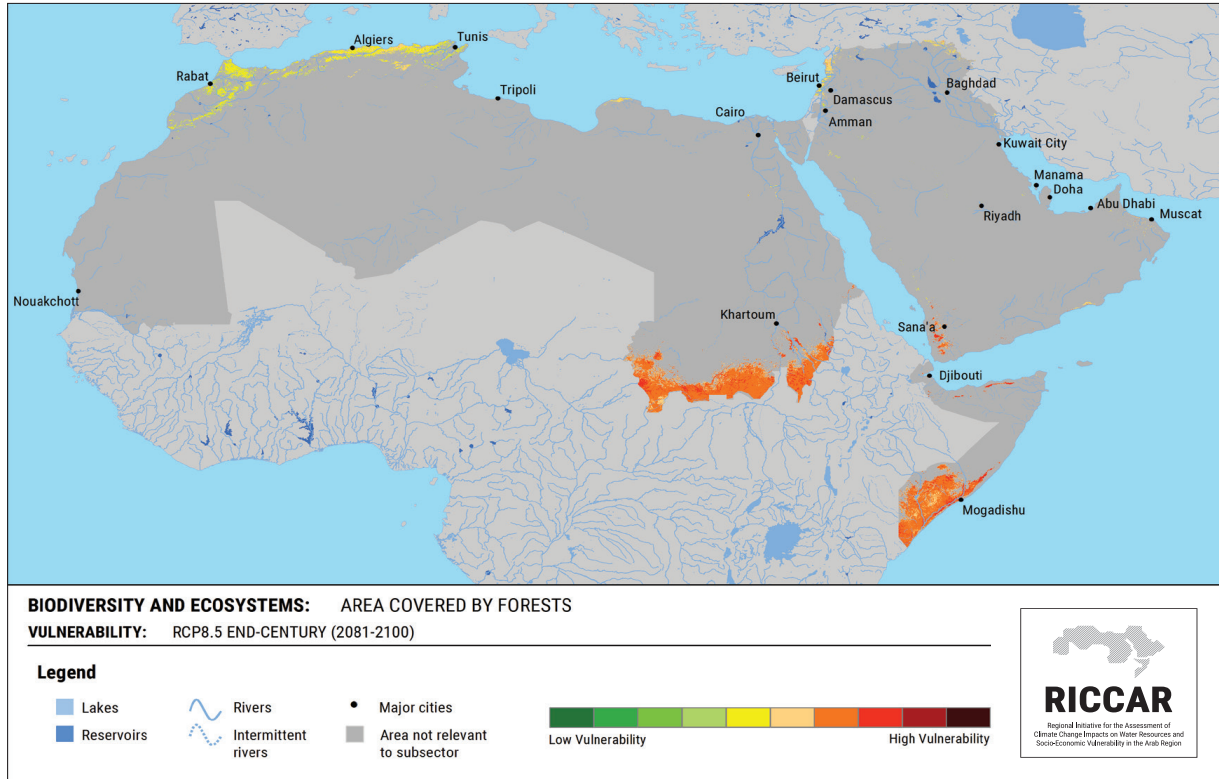 Algiers
Tunis
Rabat
Tripoli
Beirut
Damascus
Baghdad
Cairo
Amman
Kuwait City
Manama
Doha
Riyadh
Abu Dhabi
Muscat
Nouakchott
Khartoum
Sana'a
Djibouti
Mogadishu
BIODIVERSITY AND ECOSYSTEMS: AREA COVERED BY FORESTS
VULNERABILITY: RCP8.5 END-CENTURY (2081-2100)
Legend
Lakes
Reservoirs
Rivers
Intermittent
rivers
Major cities
Area not relevant
to subsector
Low Vulnerability
High Vulnerability
RICCAR
Regional Initiative for the Assessment of
Climate Change Impacts on Water Resources and
Socio-Economic Vulnerability in the Arab Region